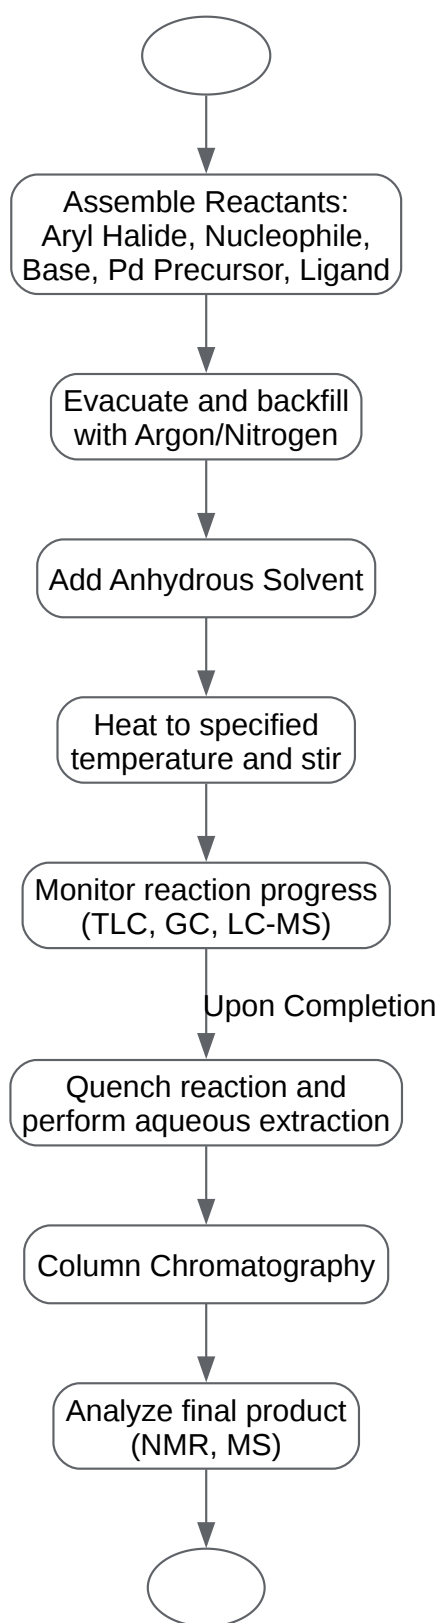 Assemble Reactants:
Aryl Halide, Nucleophile,
Base, Pd Precursor, Ligand
Evacuate and backfill
with Argon/Nitrogen
Add Anhydrous Solvent
Heat to specified
temperature and stir
Monitor reaction progress
(TLC, GC, LC-MS)
Upon Completion
Quench reaction and
perform aqueous extraction
Column Chromatography
Analyze final product
(NMR, MS)